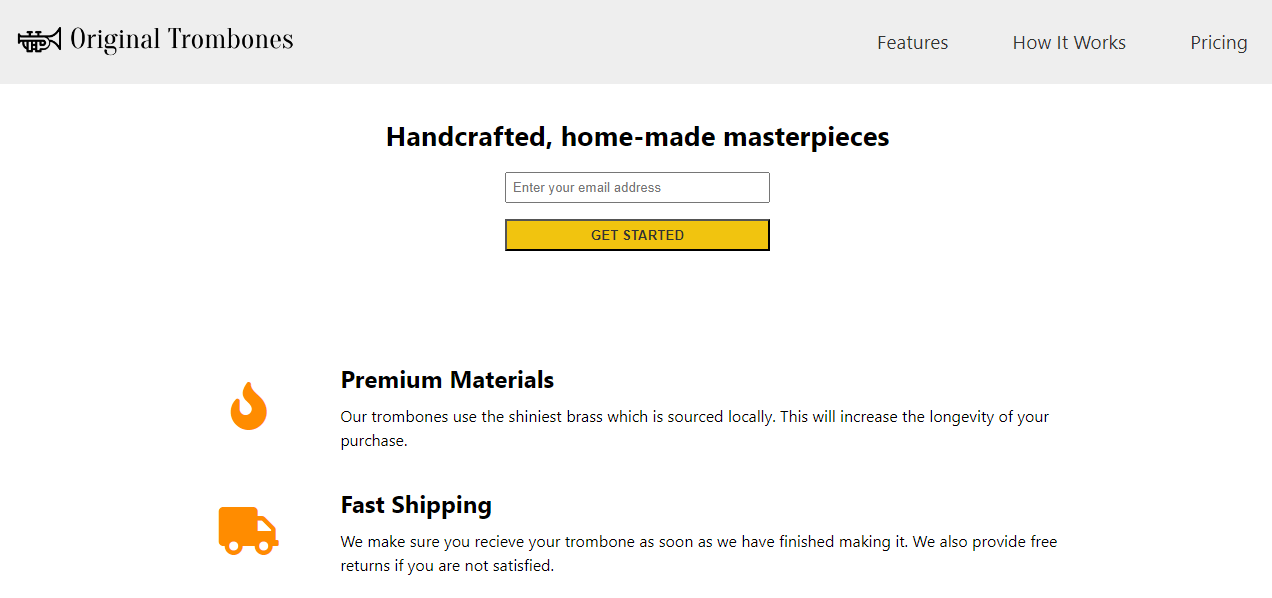 Original Trombones
Features
How It Works
Pricing
Handcrafted, home-made masterpieces
Enter your email address
GET STARTED
Premium Materials
Our trombones use the shiniest brass which is sourced locally. This will increase the longevity of your
purchase.
Fast Shipping
We make sure you recieve your trombone as soon as we have finished making it. We also provide free
returns if you are not satisfied.